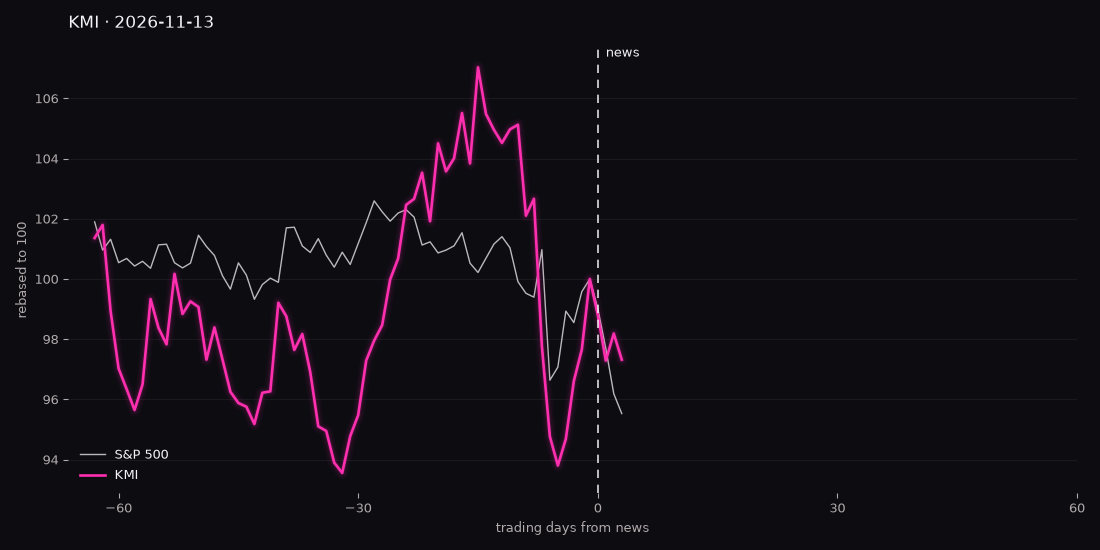 KMI · 2026-11-13
news
106
104
102
100
98
96
94
rebased to 100
S&P 500
KMI
−60
−30
0
30
60
trading days from news